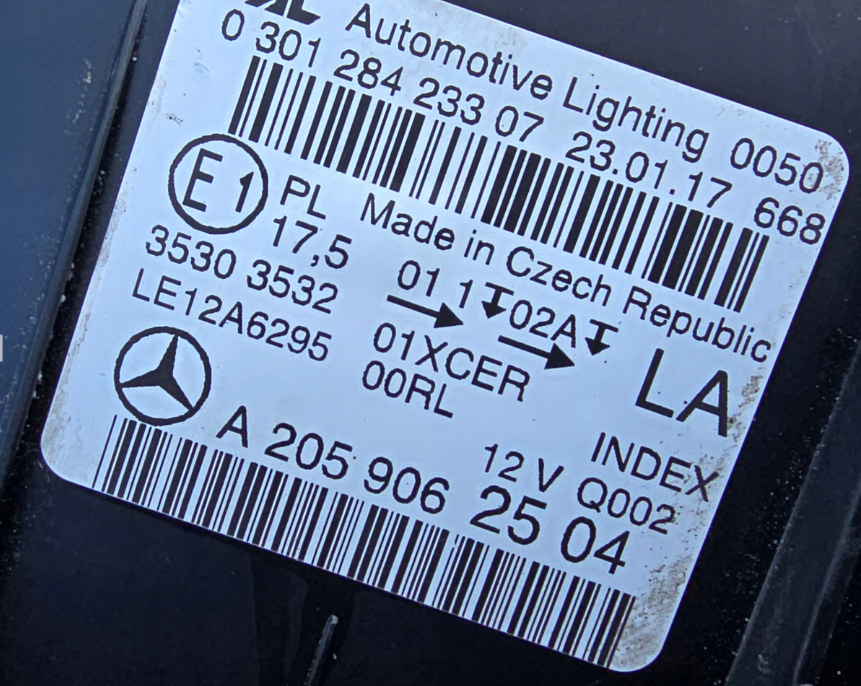 AL Automotive Lighting 0050
0 301 284 233 07 23.01.17 668
E1 PL Made in Czech Republic
17,5 01 1 02A LA
3530 3532 01XCER
LE12A6295 00RL INDEX
12 V Q002
A 205 906 25 04